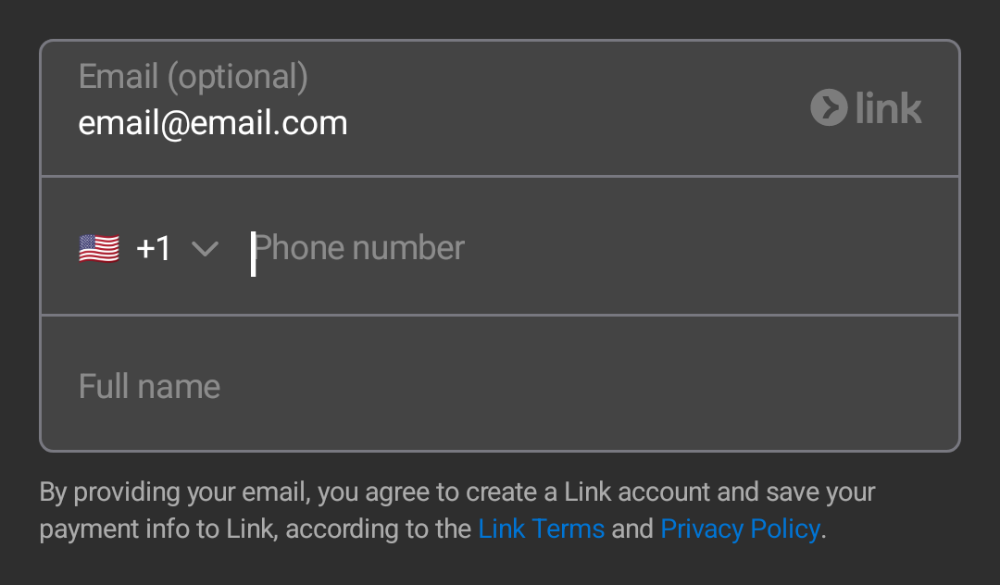 Email (optional)
email@email.com
link
+1
Phone number
Full name
By providing your email, you agree to create a Link account and save your
payment info to Link, according to the Link Terms and Privacy Policy.